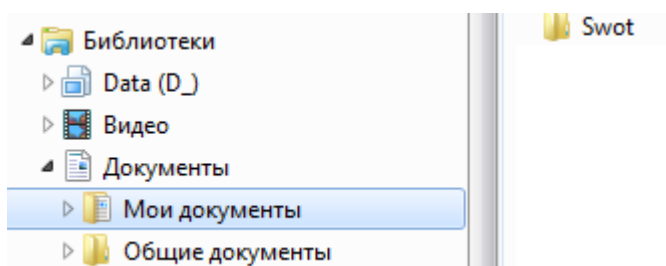 Библиотеки
Data (D_)
Видео
Документы
Мои документы
Общие документы
Swot